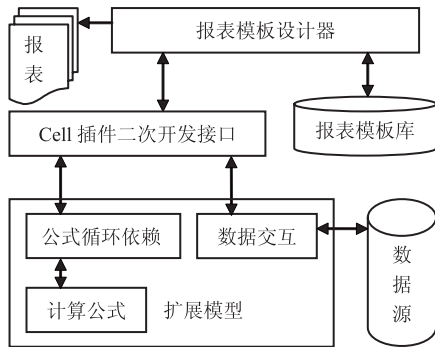 报表
报表模板设计器
Cell 插件二次开发接口
报表模板库
公式循环依赖
数据交互
数据源
计算公式
扩展模型